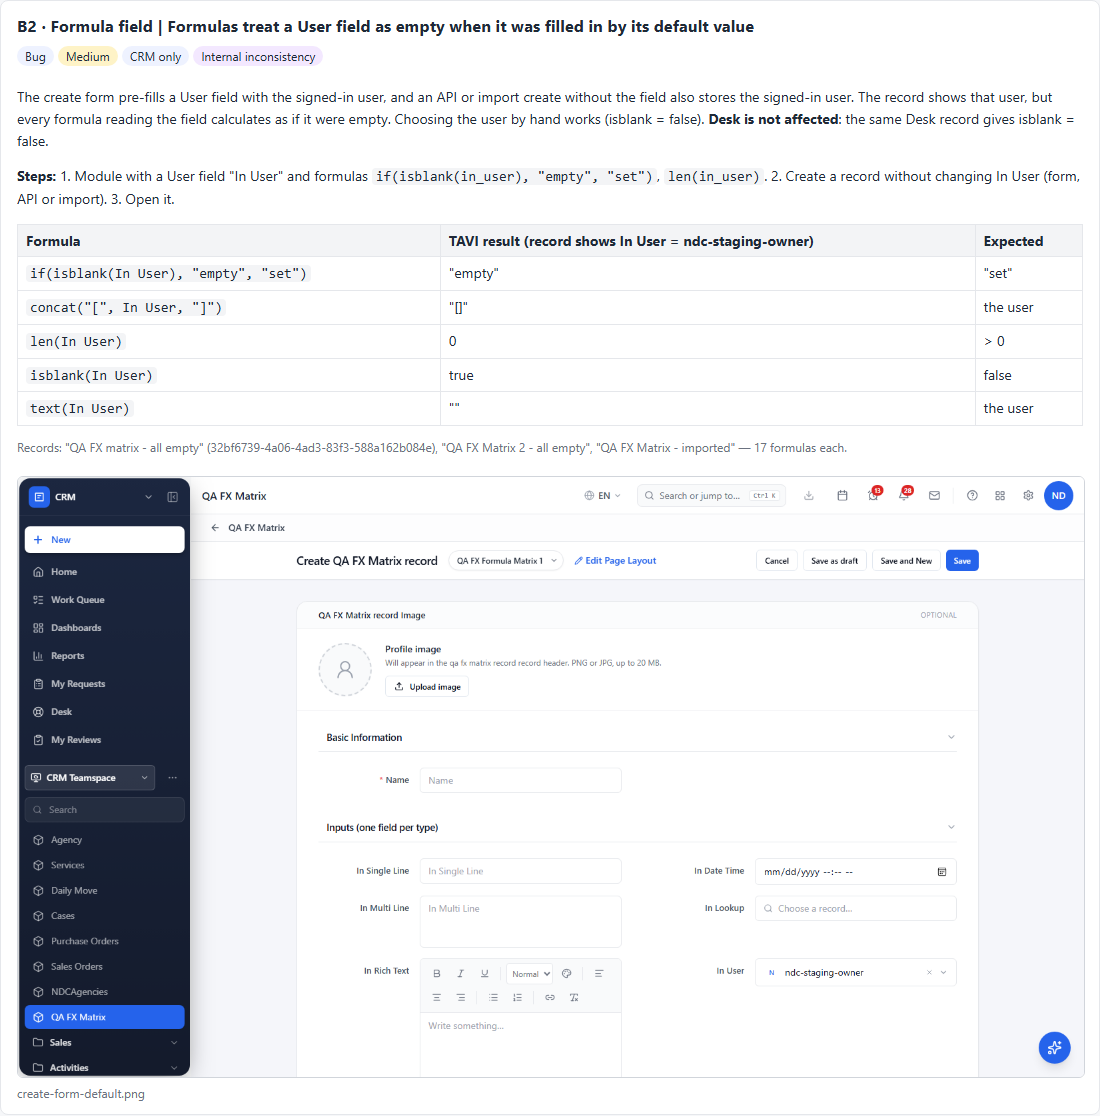 B2 · Formula field | Formulas treat a User field as empty when it was filled in by its default value
Bug Medium CRM only Internal inconsistency
The create form pre-fills a User field with the signed-in user, and an API or import create without the field also stores the signed-in user. The record shows that user, but
every formula reading the field calculates as if it were empty. Choosing the user by hand works (isblank = false). Desk is not affected: the same Desk record gives isblank =
false.
Steps: 1. Module with a User field "In User" and formulas if(isblank(in_user), "empty", "set") , len(in_user) . 2. Create a record without changing In User (form,
API or import). 3. Open it.
Formula TAVI result (record shows In User = ndc-staging-owner) Expected
if(isblank(In User), "empty", "set") "empty" "set"
concat("[", In User, "]") "[]" the user
len(In User) 0 > 0
isblank(In User) true false
text(In User) "" the user
Records: "QA FX matrix - all empty" (32bf6739-4a06-4ad3-83f3-588a162b084e), "QA FX Matrix 2 - all empty", "QA FX Matrix - imported" — 17 formulas each.
CRM
QA FX Matrix
EN
Search or jump to... Ctrl K
13
28
ND
New
QA FX Matrix
Create QA FX Matrix record QA FX Formula Matrix 1 Edit Page Layout Cancel Save as draft Save and New Save
Home
Work Queue
Dashboards
Reports
My Requests
Desk
My Reviews
CRM Teamspace
Search
Agency
Services
Daily Move
Cases
Purchase Orders
Sales Orders
NDCAgencies
QA FX Matrix
Sales
Activities
QA FX Matrix record Image OPTIONAL
Profile image
Will appear in the qa fx matrix record record header. PNG or JPG, up to 20 MB.
Upload image
Basic Information
* Name Name
Inputs (one field per type)
In Single Line In Single Line In Date Time mm/dd/yyyy --:-- --
In Multi Line In Multi Line In Lookup Choose a record...
In Rich Text B I U Normal In User N ndc-staging-owner
Write something...
create-form-default.png